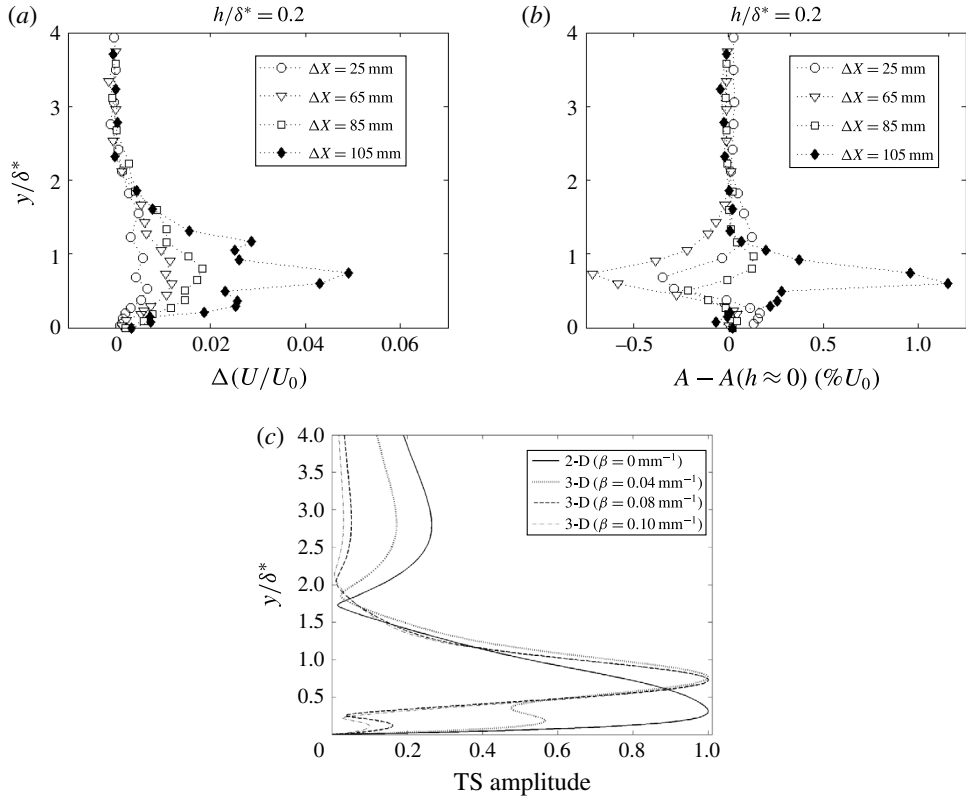 (a)
h/δ* = 0.2
4
3
2
1
0
y/δ*
ΔX = 25 mm
ΔX = 65 mm
ΔX = 85 mm
ΔX = 105 mm
0 0.02 0.04 0.06
Δ(U/U₀)
(b)
h/δ* = 0.2
4
3
2
1
0
ΔX = 25 mm
ΔX = 65 mm
ΔX = 85 mm
ΔX = 105 mm
−0.5 0 0.5 1.0
A − A(h ≈ 0) (%U₀)
(c)
4.0
3.5
3.0
2.5
2.0
1.5
1.0
0.5
0
y/δ*
2-D (β = 0 mm⁻¹)
3-D (β = 0.04 mm⁻¹)
3-D (β = 0.08 mm⁻¹)
3-D (β = 0.10 mm⁻¹)
0.2 0.4 0.6 0.8 1.0
TS amplitude